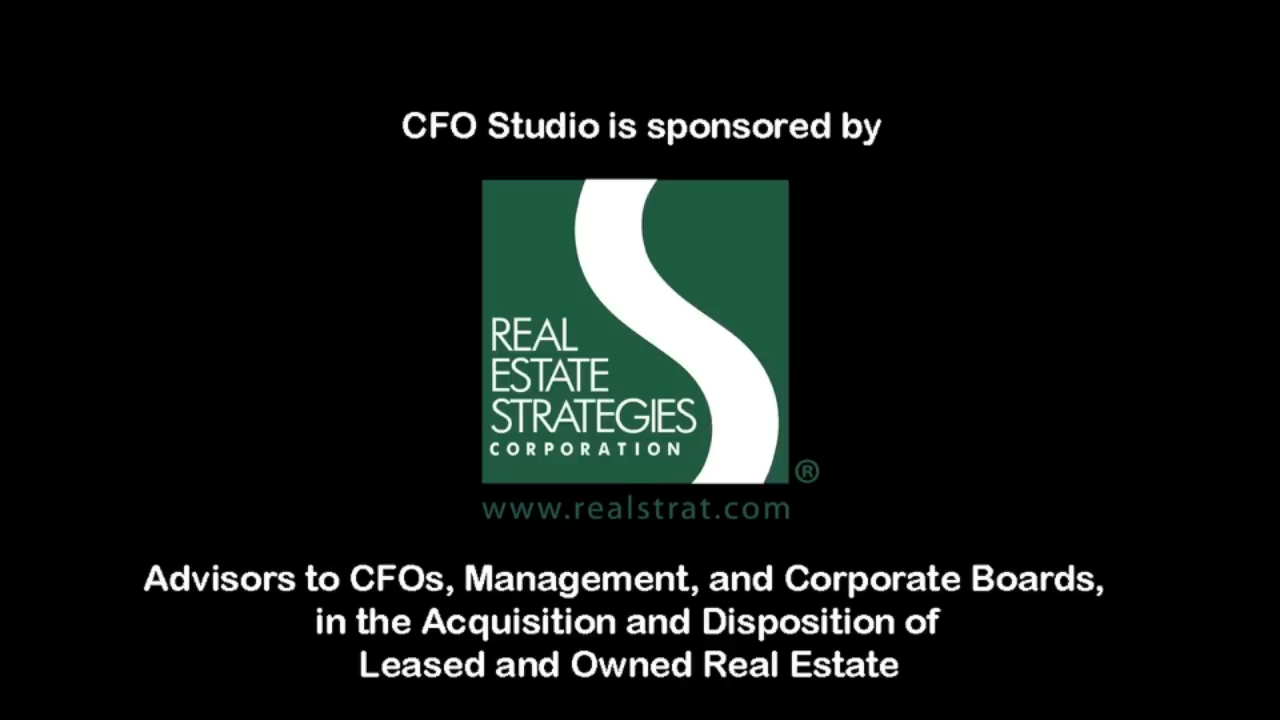 CFO Studio is sponsored by
REAL
ESTATE
STRATEGIES
CORPORATION
®
www.realstrat.com
Advisors to CFOs, Management, and Corporate Boards,
in the Acquisition and Disposition of
Leased and Owned Real Estate